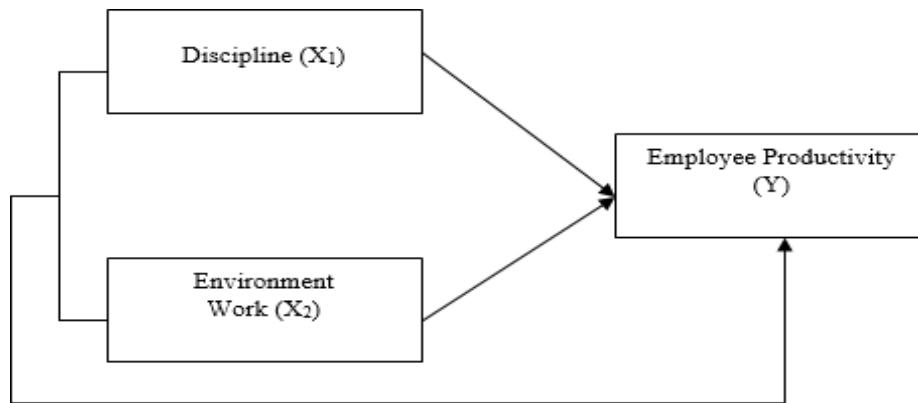 Discipline (X₁)
Employee Productivity
(Y)
Environment
Work (X₂)